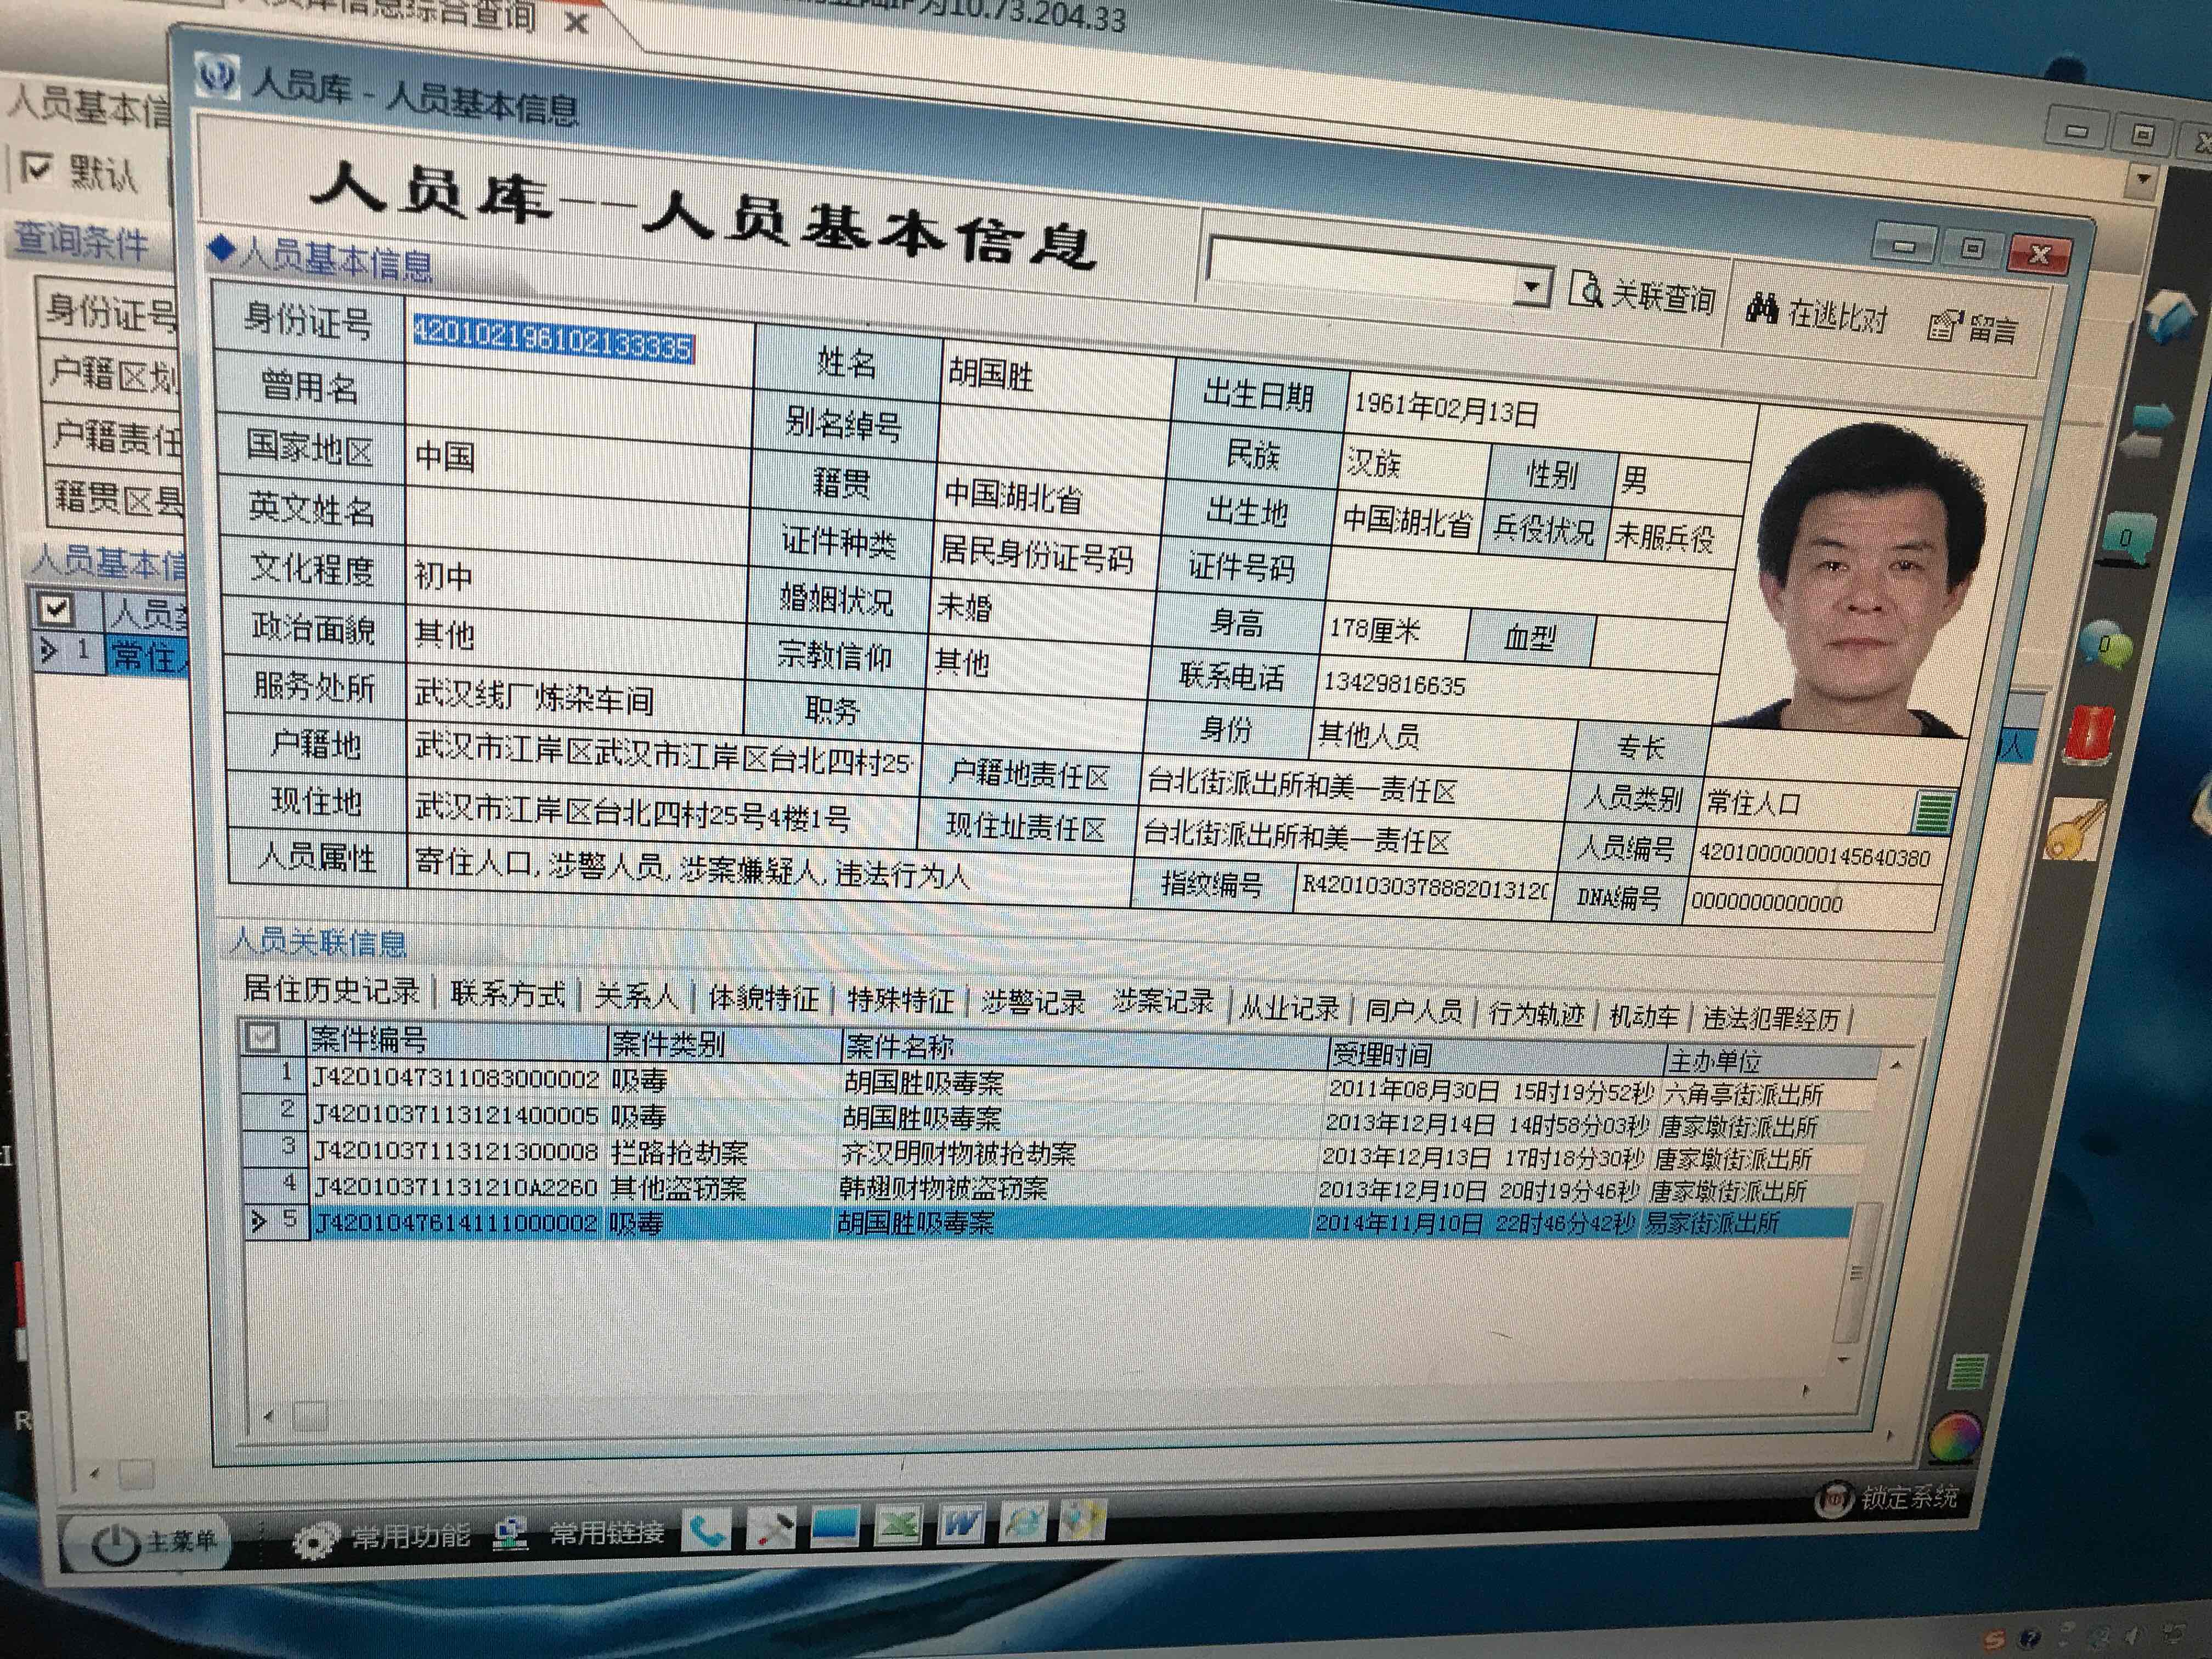 人员库信息综合查询
为10.73.204.33
人员库 - 人员基本信息
人员基本信
默认
人员库——人员基本信息
关联查询 在逃比对 留言
查询条件
人员基本信息
身份证号 420102196102133335 姓名 胡国胜 出生日期 1961年02月13日
曾用名 别名绰号 民族 汉族 性别 男
国家地区 中国 籍贯 中国湖北省 出生地 中国湖北省 兵役状况 未服兵役
英文姓名 证件种类 居民身份证号码 证件号码
文化程度 初中 婚姻状况 未婚 身高 178厘米 血型
政治面貌 其他 宗教信仰 其他 联系电话 13429816635
服务处所 武汉线厂炼染车间 职务 身份 其他人员 专长
户籍地 武汉市江岸区武汉市江岸区台北四村25 户籍地责任区 台北街派出所和美一责任区 人员类别 常住人口
现住地 武汉市江岸区台北四村25号4楼1号 现住址责任区 台北街派出所和美一责任区 人员编号 42010000000145640380
人员属性 寄住人口,涉警人员,涉案嫌疑人,违法行为人 指纹编号 R4201030378882013120 DNA编号 0000000000000
身份证号
户籍区划
户籍责任
籍贯区县
人员基本信
人员类
1 常住人
人员关联信息
居住历史记录 联系方式 关系人 体貌特征 特殊特征 涉警记录 涉案记录 从业记录 同户人员 行为轨迹 机动车 违法犯罪经历
案件编号 案件类别 案件名称 受理时间 主办单位
1 J4201047311083000002 吸毒 胡国胜吸毒案 2011年08月30日 15时19分52秒 六角亭街派出所
2 J4201037113121400005 吸毒 胡国胜吸毒案 2013年12月14日 14时58分03秒 唐家墩街派出所
3 J4201037113121300008 拦路抢劫案 齐汉明财物被抢劫案 2013年12月13日 17时18分30秒 唐家墩街派出所
4 J42010371131210A2260 其他盗窃案 韩翅财物被盗窃案 2013年12月10日 20时19分46秒 唐家墩街派出所
5 J4201047614111000002 吸毒 胡国胜吸毒案 2014年11月10日 22时46分42秒 易家街派出所
主菜单 常用功能 常用链接 锁定系统